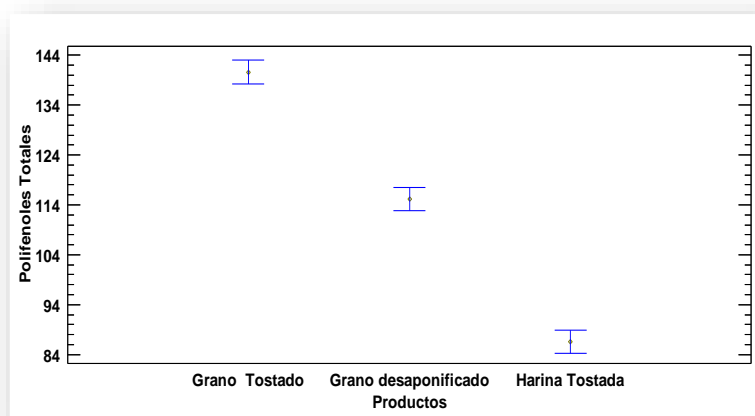 144
134
124
114
104
94
84
Polifenoles Totales
Grano Tostado
Grano desaponificado
Harina Tostada
Productos